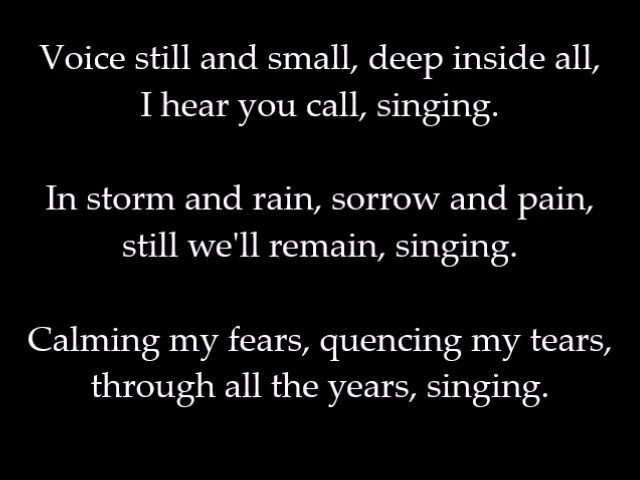 Voice still and small, deep inside all,
I hear you call, singing.
In storm and rain, sorrow and pain,
still we'll remain, singing.
Calming my fears, quencing my tears,
through all the years, singing.